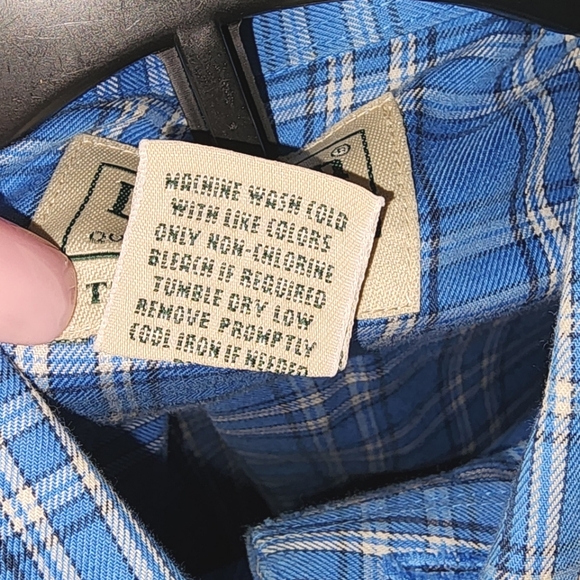 MACHINE WASH COLD
WITH LIKE COLORS
ONLY NON-CHLORINE
BLEACH IF REQUIRED
TUMBLE DRY LOW
REMOVE PROMPTLY
COOL IRON IF NEEDED
®